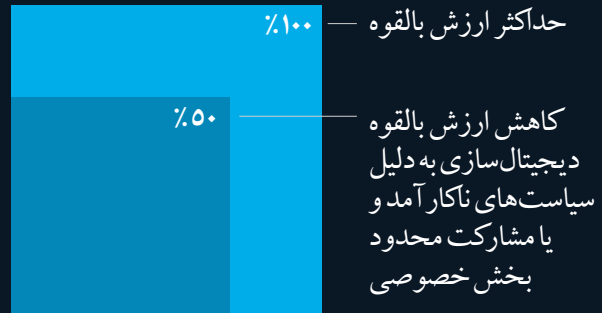 حداکثر ارزش بالقوه
٪۱۰۰
کاهش ارزش بالقوه
دیجیتال‌سازی به دلیل
سیاست‌های ناکارآمد و
یا مشارکت محدود
بخش خصوصی
٪۵۰